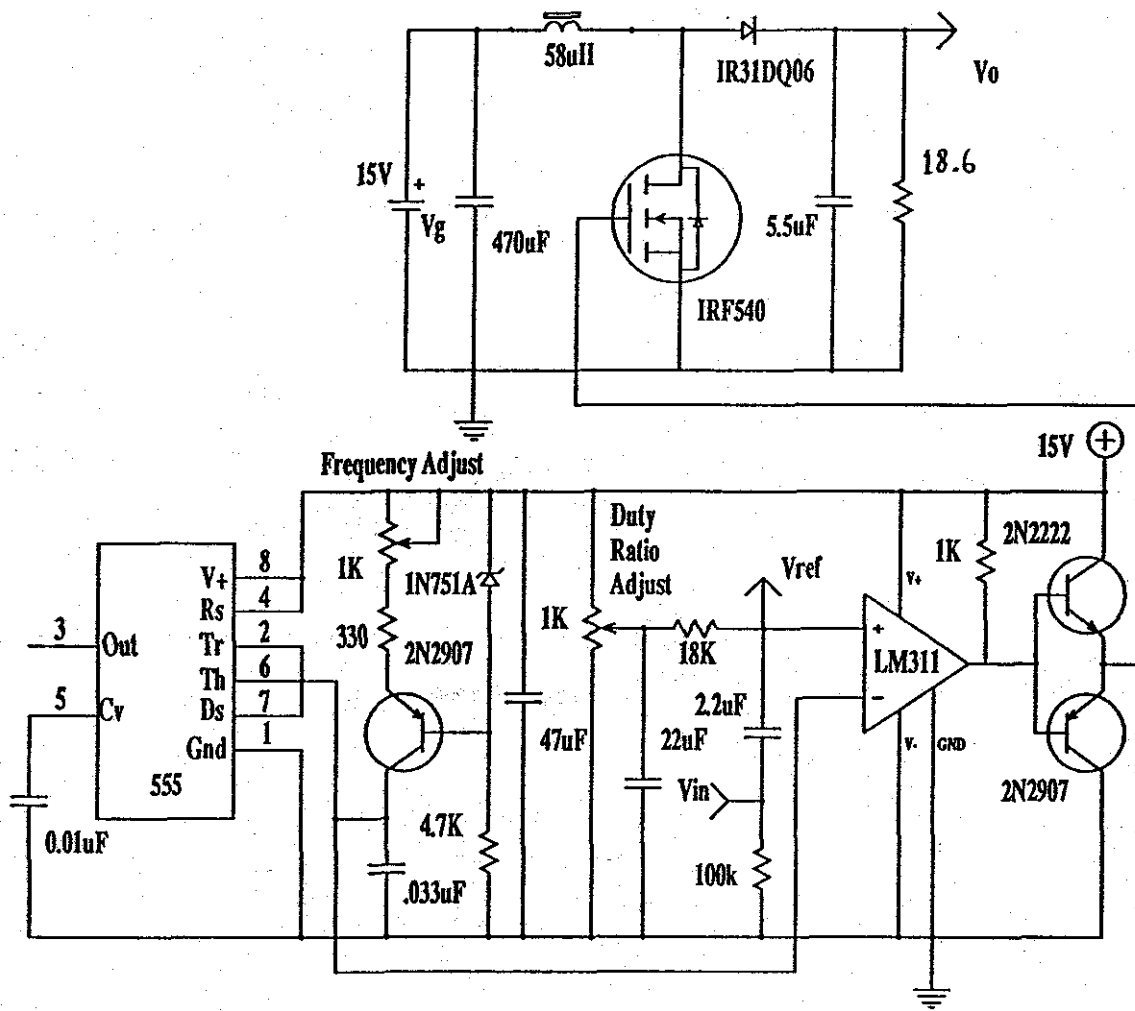 58uH
IR31DQ06
Vo
15V
+
Vg
470uF
5.5uF
18.6
IRF540
15V
+
Frequency Adjust
1K
330
1N751A
2N2907
Duty
Ratio
Adjust
1K
Vref
18K
1K
2N2222
V+
+
LM311
-
V-
GND
2N2907
3
Out
5
Cv
V+
8
Rs
4
Tr
2
Th
6
Ds
7
Gnd
1
555
0.01uF
4.7K
.033uF
47uF
22uF
2.2uF
Vin
100k